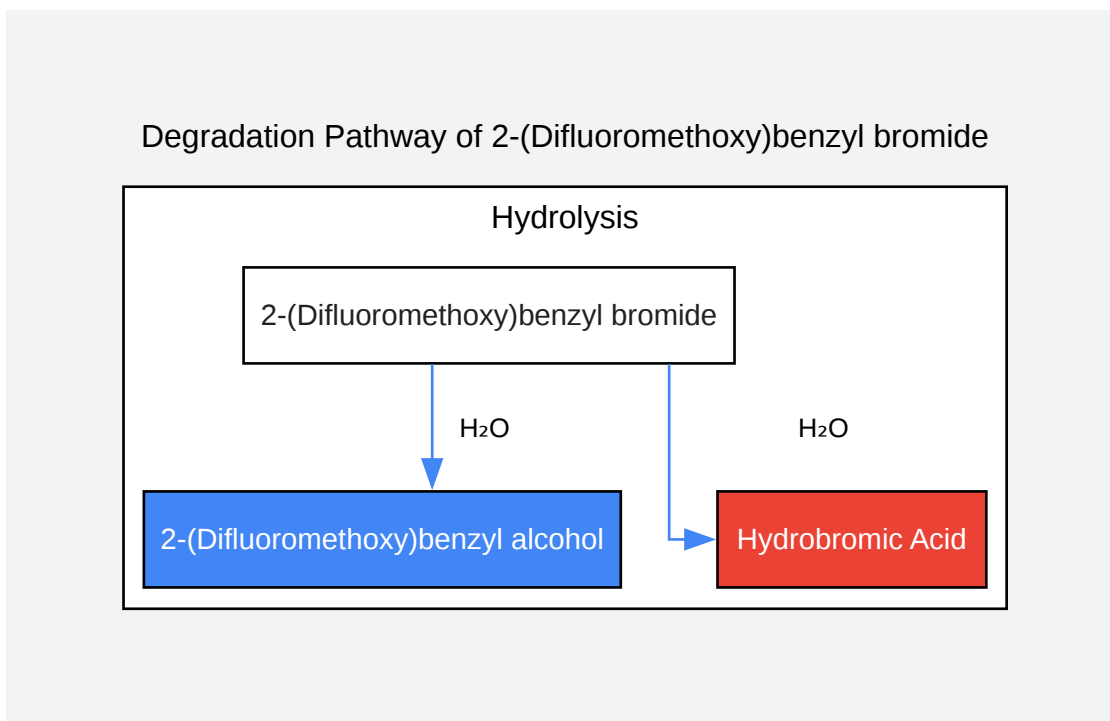 Degradation Pathway of 2-(Difluoromethoxy)benzyl bromide
Hydrolysis
2-(Difluoromethoxy)benzyl bromide
H₂O
H₂O
2-(Difluoromethoxy)benzyl alcohol
Hydrobromic Acid